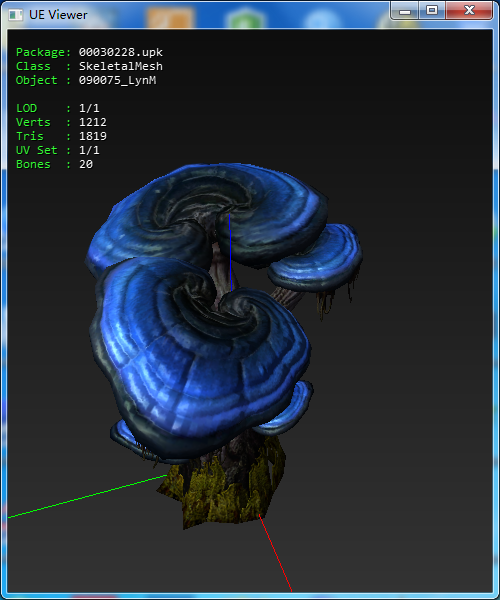 UE Viewer
Package: 00030228.upk
Class : SkeletalMesh
Object : 090075_LynM
LOD : 1/1
Verts : 1212
Tris : 1819
UV Set : 1/1
Bones : 20